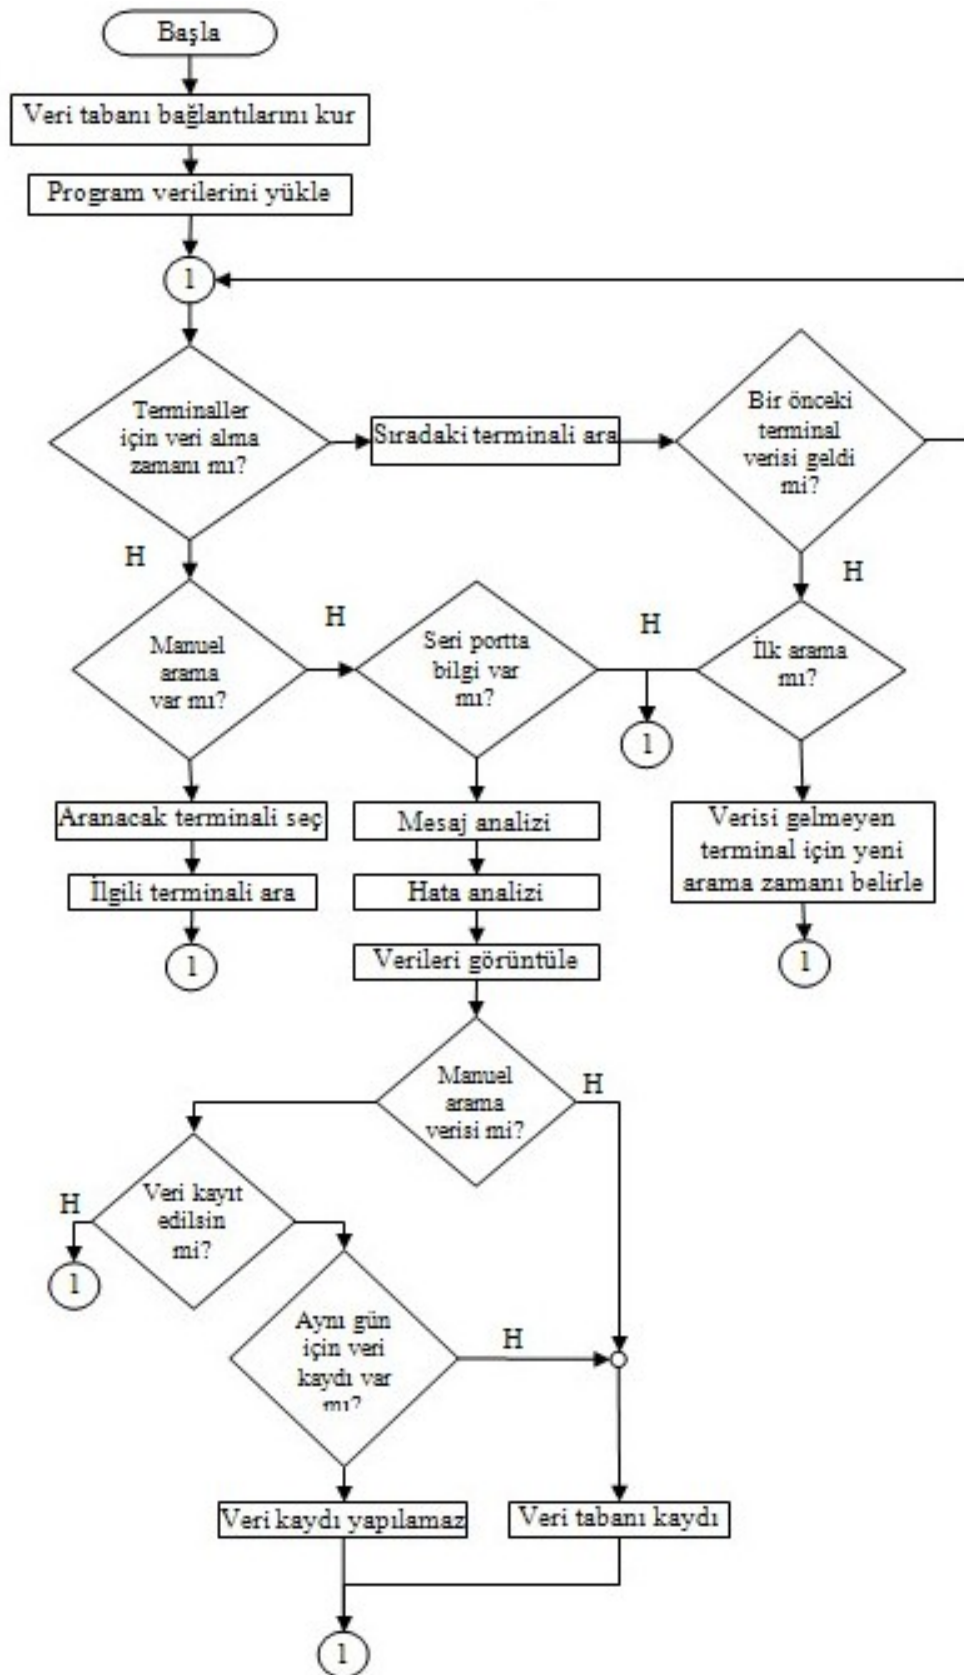 Başla
Veri tabanı bağlantılarını kur
Program verilerini yükle
1
Terminaller
için veri alma
zamanı mı?
Sıradaki terminali ara
Bir önceki
terminal
verisi geldi
mi?
H
H
Manuel
arama
var mı?
H
Seri portta
bilgi var
mı?
H
İlk arama
mı?
1
Aranacak terminali seç
Mesaj analizi
Verisi gelmeyen
terminal için yeni
arama zamanı belirle
İlgili terminali ara
Hata analizi
1
Verileri görüntüle
1
Manuel
arama
verisi mi?
H
H
Veri kayıt
edilsin
mi?
1
Aynı gün
için veri
kaydı var
mı?
H
Veri kaydı yapılamaz
Veri tabanı kaydı
1